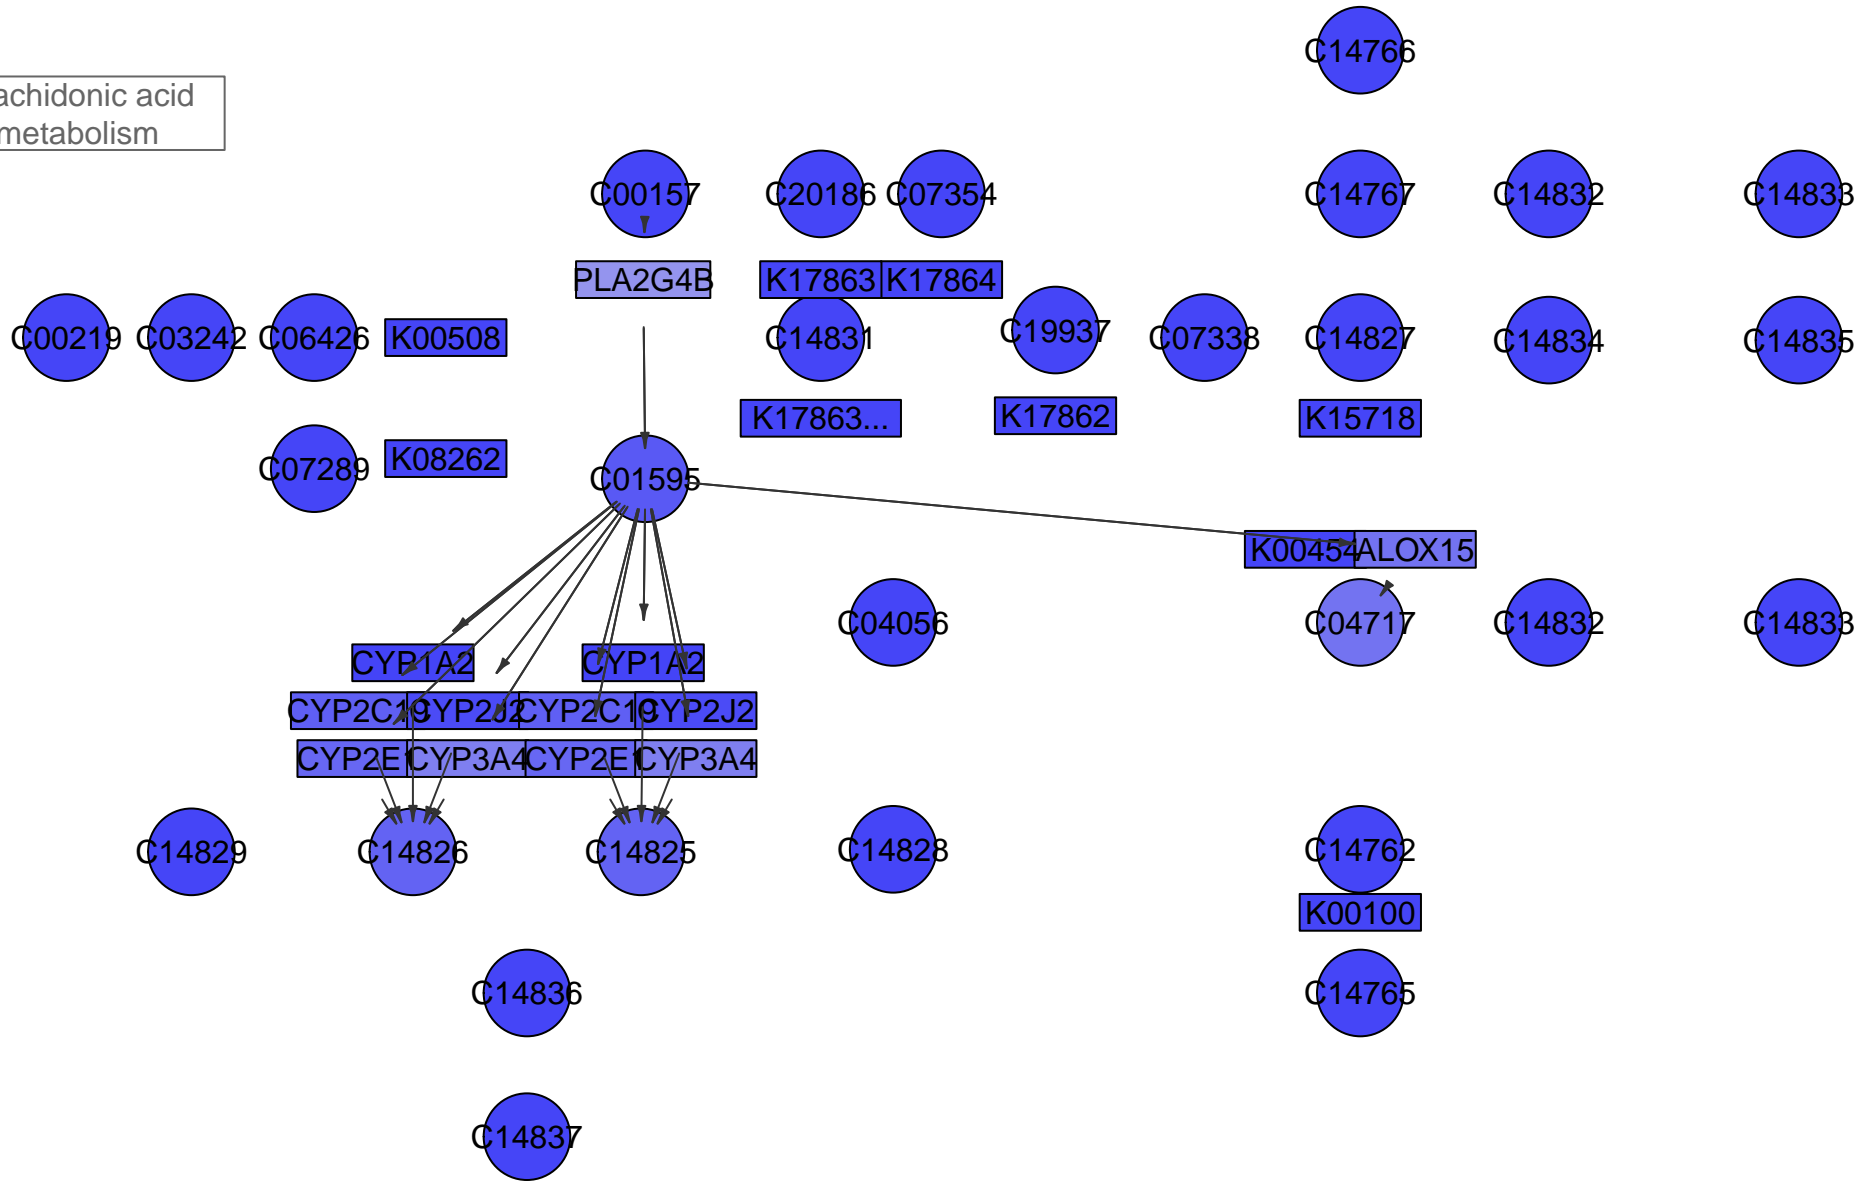 C14766
achidonic acid
metabolism
C00157
C20186
C07354
C14767
C14832
C14833
PLA2G4B
K17863
K17864
C00219
C03242
C06426
K00508
C14831
C19937
C07338
C14827
C14834
C14835
K17863...
K17862
K15718
C07289
K08262
C01595
K00454
ALOX15
C04056
C04717
C14832
C14833
CYP1A2
CYP1A2
CYP2C19
CYP2J2
CYP2C19
CYP2J2
CYP2E1
CYP3A4
CYP2E1
CYP3A4
C14829
C14826
C14825
C14828
C14762
K00100
C14836
C14765
C14837